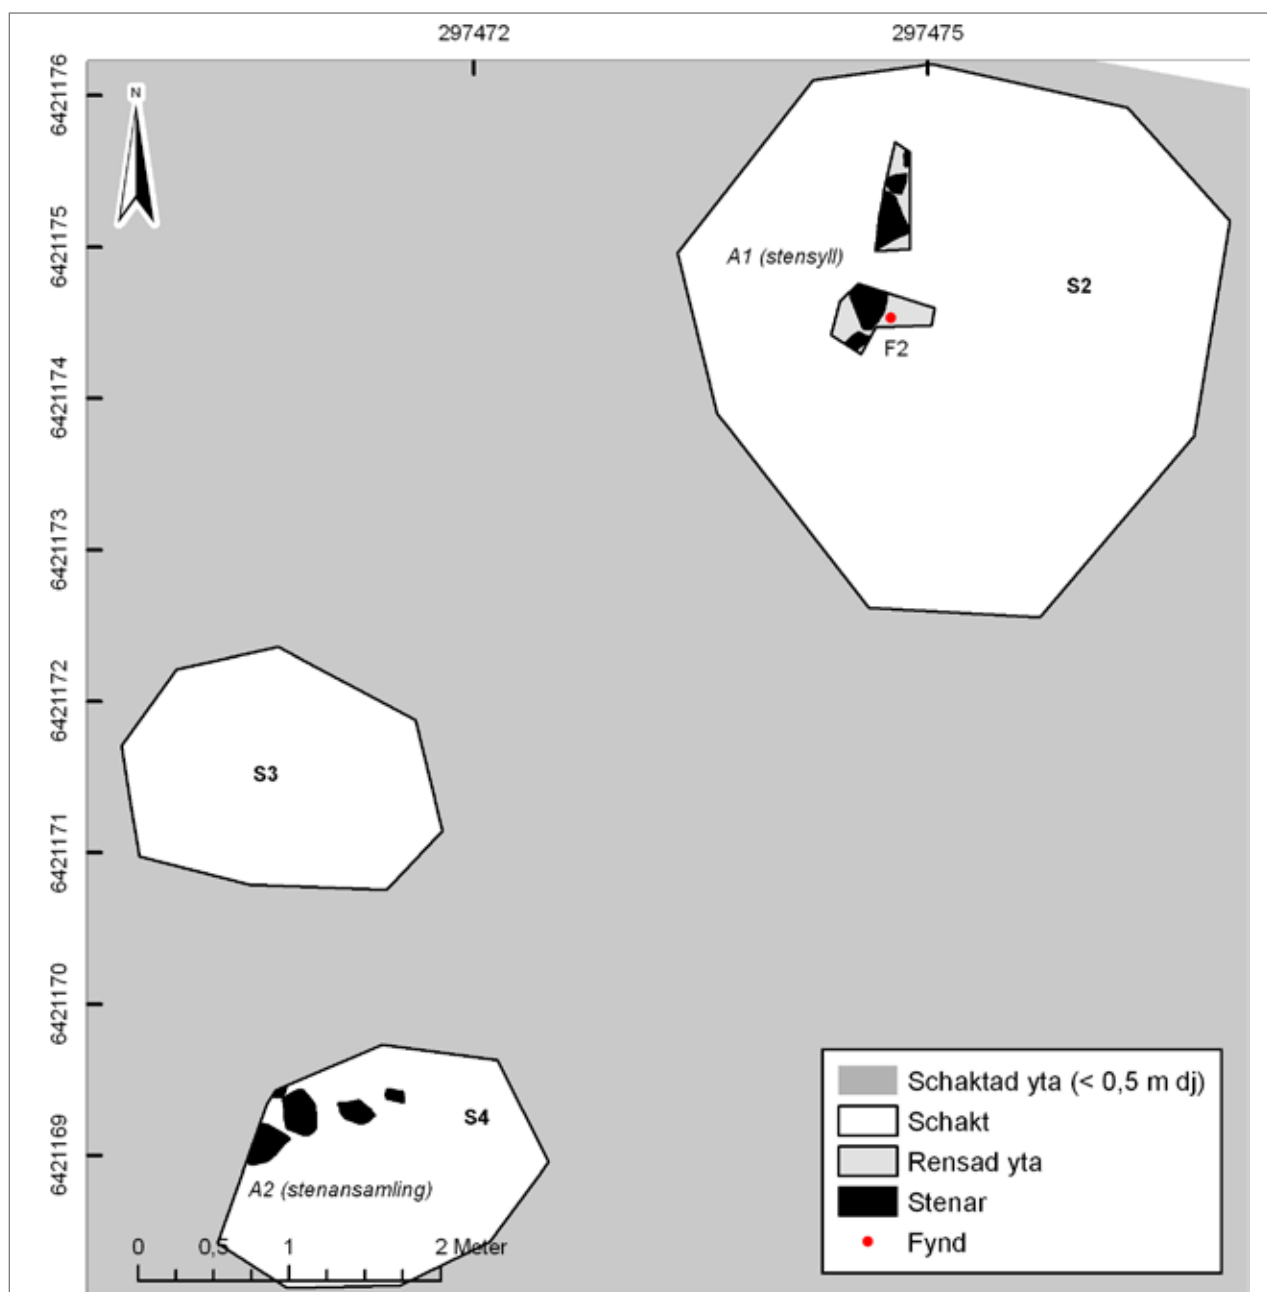 297472
297475
N
6421176
6421175
6421174
6421173
6421172
6421171
6421170
6421169
A1 (stensyll)
S2
F2
S3
S4
A2 (stenansamling)
0 0,5 1 2 Meter
Schaktad yta (< 0,5 m dj)
Schakt
Rensad yta
Stenar
Fynd